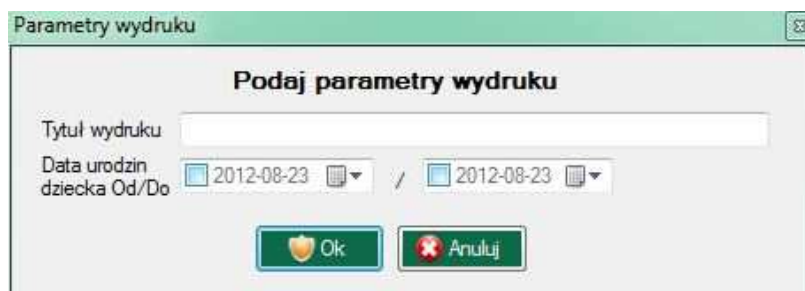 Parametry wydruku
Podaj parametry wydruku
Tytuł wydruku
Data urodzin
dziecka Od/Do
2012-08-23 / 2012-08-23
Ok Anuluj